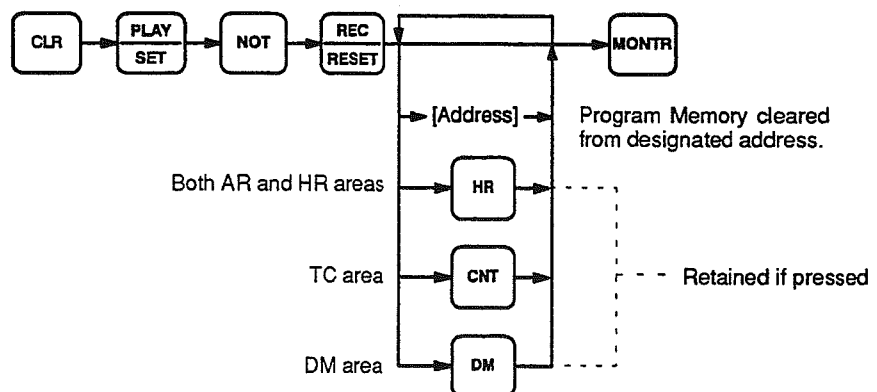 CLR
PLAY
SET
NOT
REC
RESET
MONTR
[Address]
Program Memory cleared
from designated address.
Both AR and HR areas
HR
TC area
CNT
Retained if pressed
DM area
DM